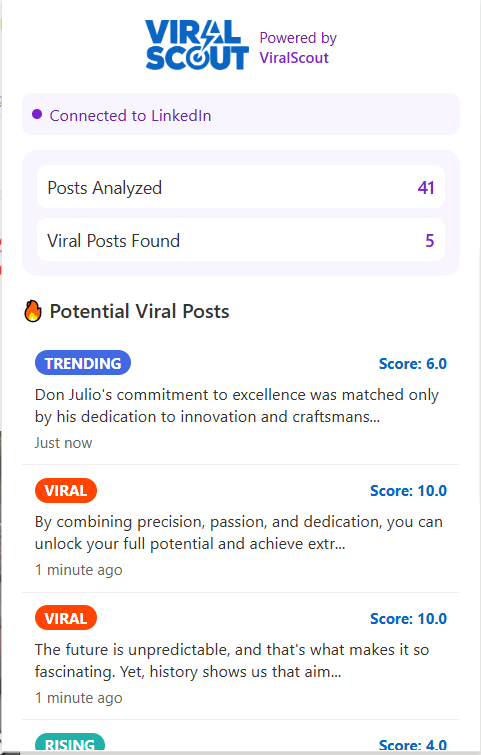 VIRAL
SCOUT
Powered by
ViralScout
Connected to LinkedIn
Posts Analyzed 41
Viral Posts Found 5
🔥 Potential Viral Posts
TRENDING Score: 6.0
Don Julio's commitment to excellence was matched only
by his dedication to innovation and craftsmans...
Just now
VIRAL Score: 10.0
By combining precision, passion, and dedication, you can
unlock your full potential and achieve extr...
1 minute ago
VIRAL Score: 10.0
The future is unpredictable, and that's what makes it so
fascinating. Yet, history shows us that aim...
1 minute ago
RISING Score: 4.0